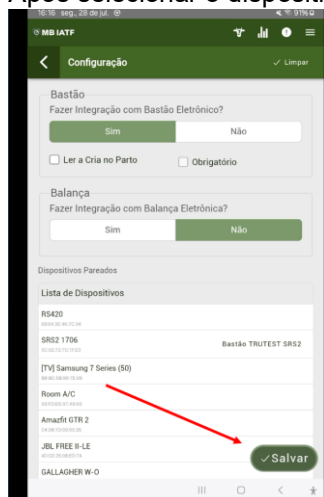 Após selecionar o disposit
16:16 seg., 28 de jul.
91%
MB IATF
Configuração
Limpar
Bastão
Fazer Integração com Bastão Eletrônico?
Sim Não
Ler a Cria no Parto Obrigatório
Balança
Fazer Integração com Balança Eletrônica?
Sim Não
Dispositivos Pareados
Lista de Dispositivos
RS420
SRS2 1706
Bastão TRUTEST SRS2
[TV] Samsung 7 Series (50)
Room A/C
Amazfit GTR 2
JBL FREE II-LE
GALLAGHER W-O
Salvar